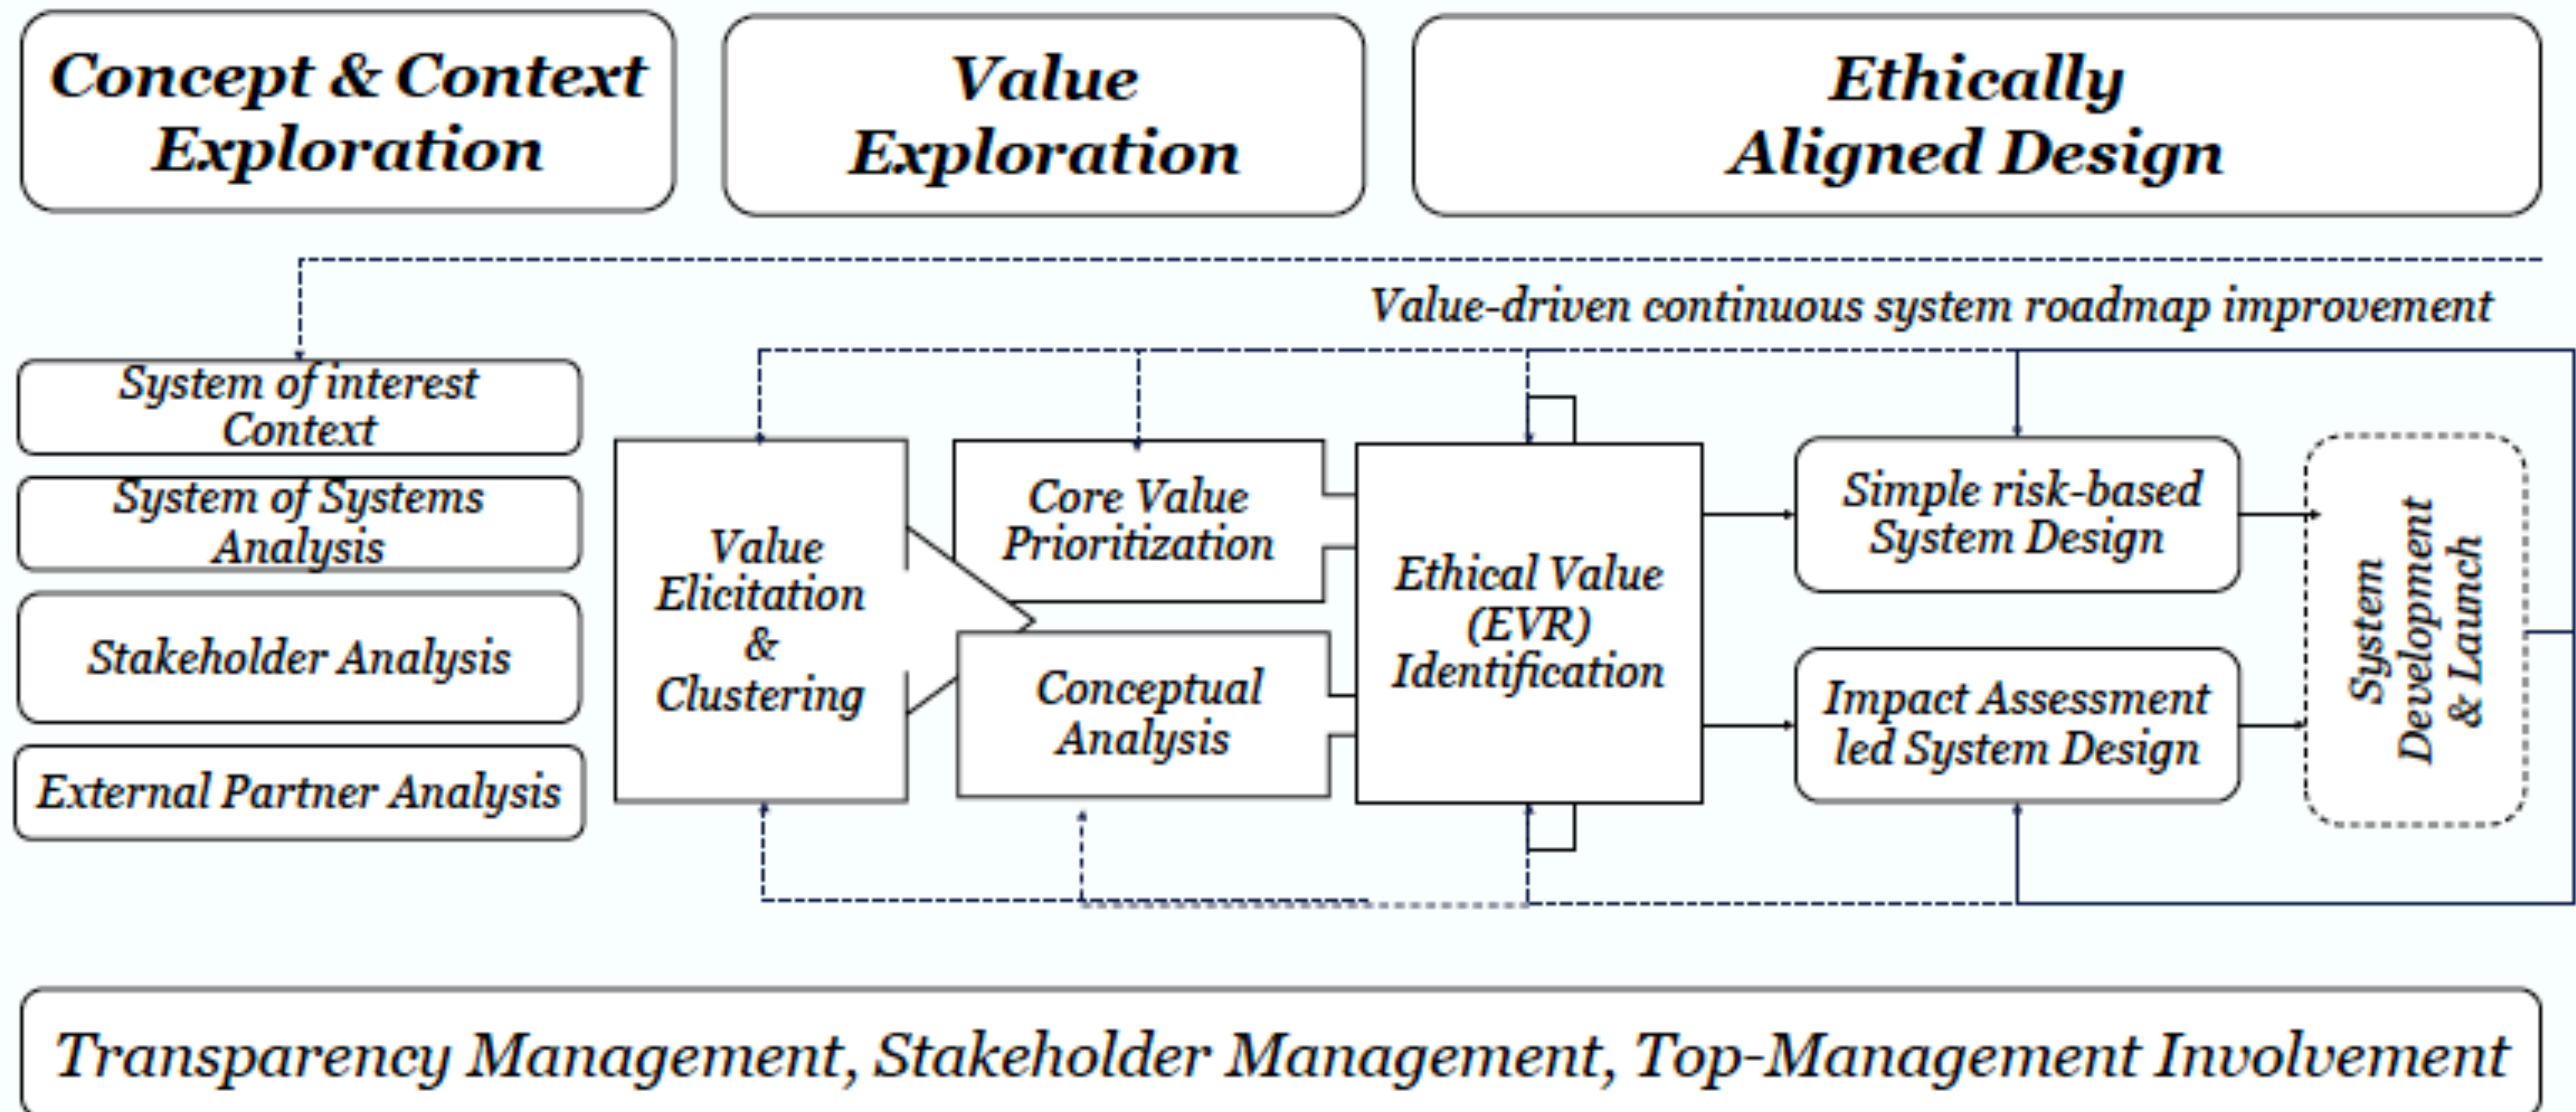 Concept & Context
Exploration
Value
Exploration
Ethically
Aligned Design
Value-driven continuous system roadmap improvement
System of interest
Context
System of Systems
Analysis
Stakeholder Analysis
External Partner Analysis
Value
Elicitation
&
Clustering
Core Value
Prioritization
Conceptual
Analysis
Ethical Value
(EVR)
Identification
Simple risk-based
System Design
Impact Assessment
led System Design
System
Development
& Launch
Transparency Management, Stakeholder Management, Top-Management Involvement